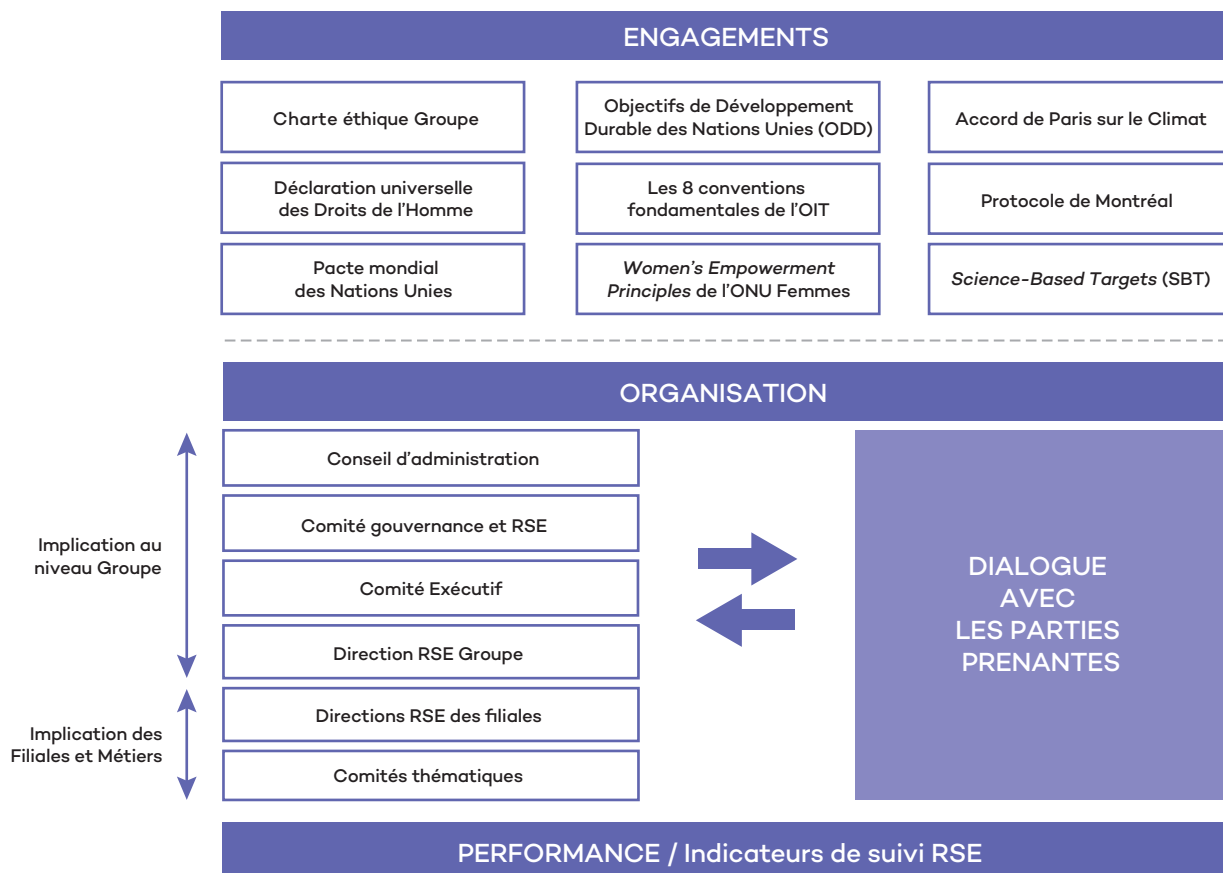 ENGAGEMENTS
Charte éthique Groupe
Objectifs de Développement
Durable des Nations Unies (ODD)
Accord de Paris sur le Climat
Déclaration universelle
des Droits de l'Homme
Les 8 conventions
fondamentales de l'OIT
Protocole de Montréal
Pacte mondial
des Nations Unies
Women's Empowerment
Principles de l'ONU Femmes
Science-Based Targets (SBT)
ORGANISATION
Implication au
niveau Groupe
Conseil d'administration
Comité gouvernance et RSE
Comité Exécutif
Direction RSE Groupe
Implication des
Filiales et Métiers
Directions RSE des filiales
Comités thématiques
DIALOGUE
AVEC
LES PARTIES
PRENANTES
PERFORMANCE / Indicateurs de suivi RSE